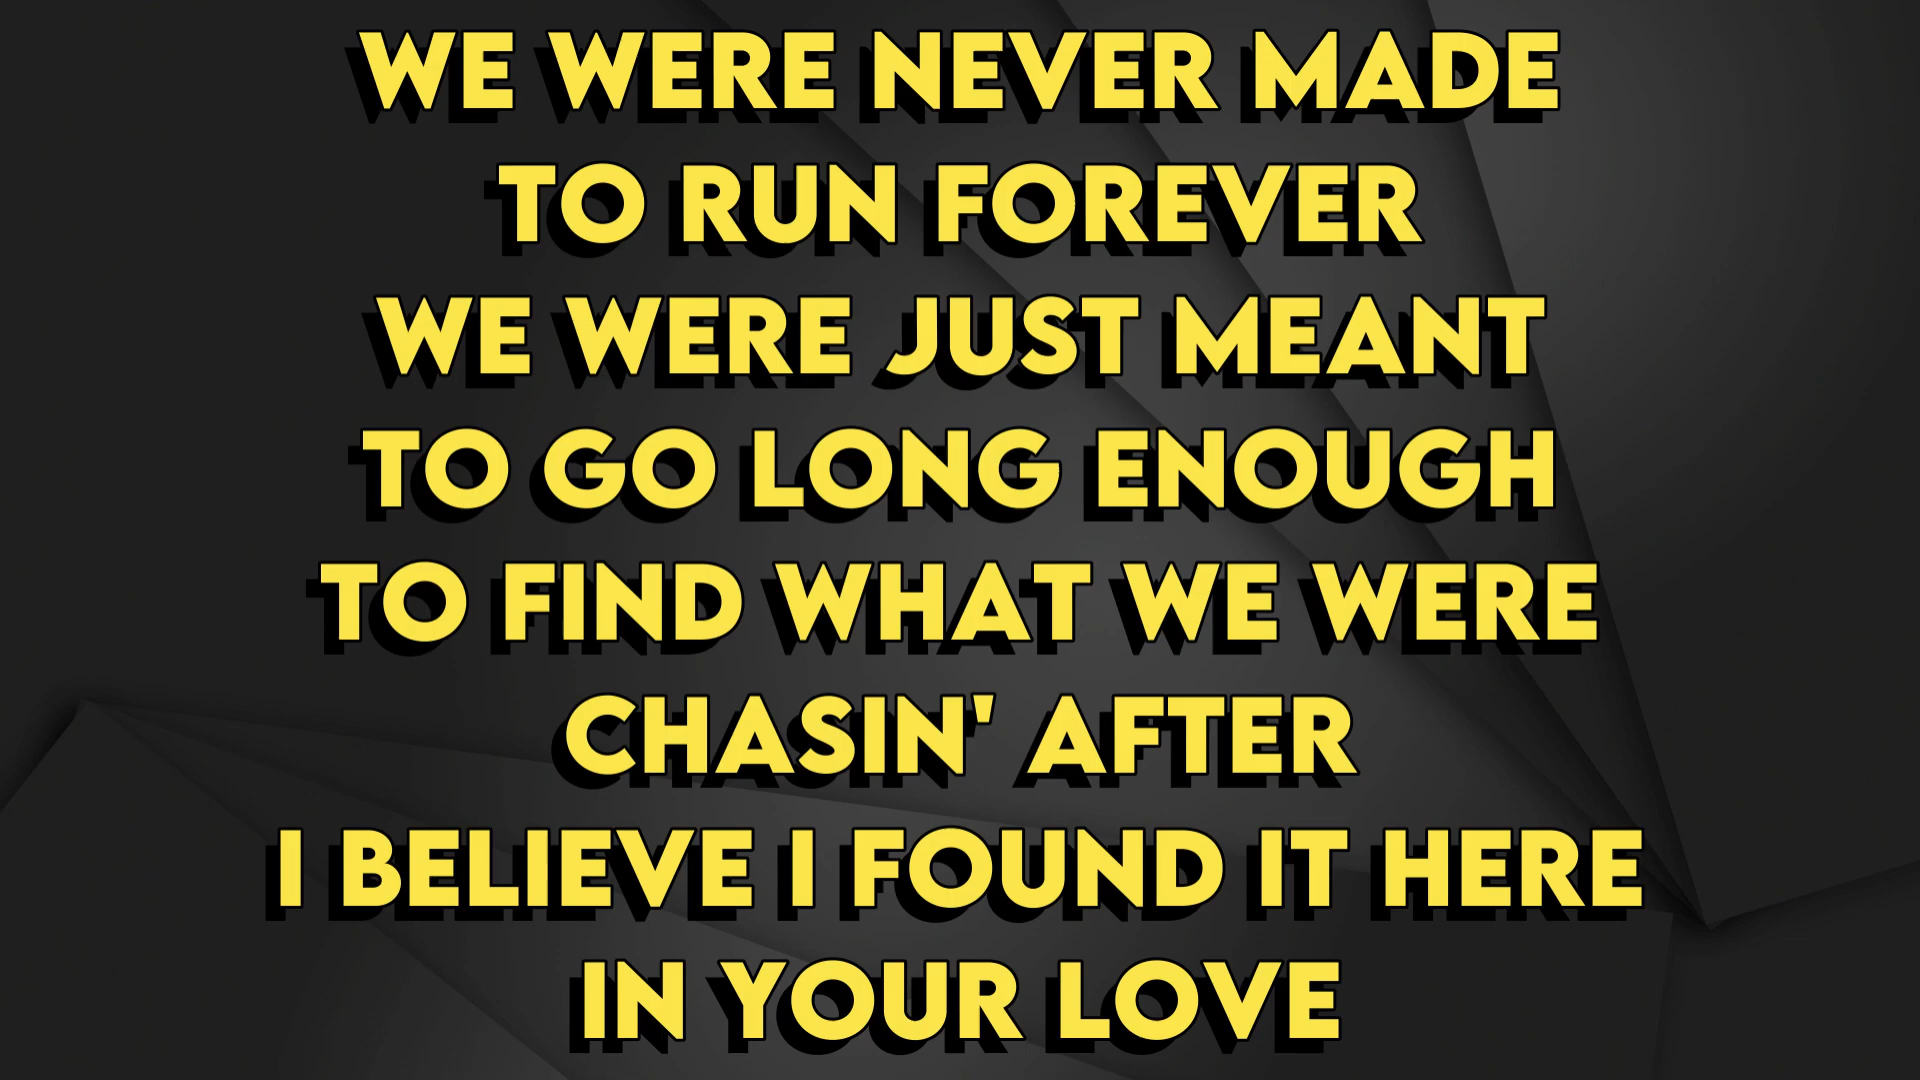 WE WERE NEVER MADE
TO RUN FOREVER
WE WERE JUST MEANT
TO GO LONG ENOUGH
TO FIND WHAT WE WERE
CHASIN' AFTER
I BELIEVE I FOUND IT HERE
IN YOUR LOVE